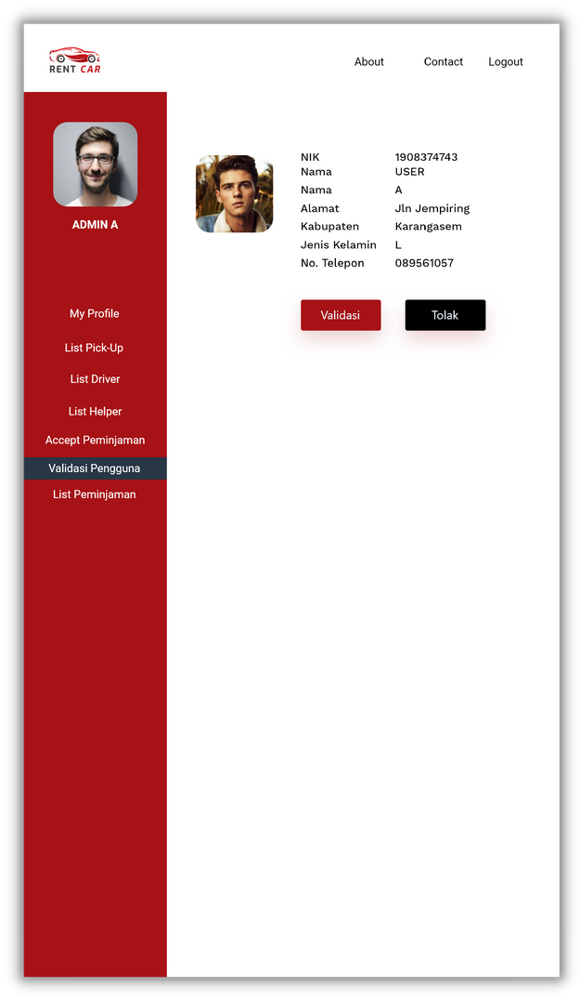 RENT CAR
About Contact Logout
ADMIN A
My Profile
List Pick-Up
List Driver
List Helper
Accept Peminjaman
Validasi Pengguna
List Peminjaman
NIK 1908374743
Nama USER
Nama A
Alamat Jln Jempiring
Kabupaten Karangasem
Jenis Kelamin L
No. Telepon 089561057
Validasi Tolak